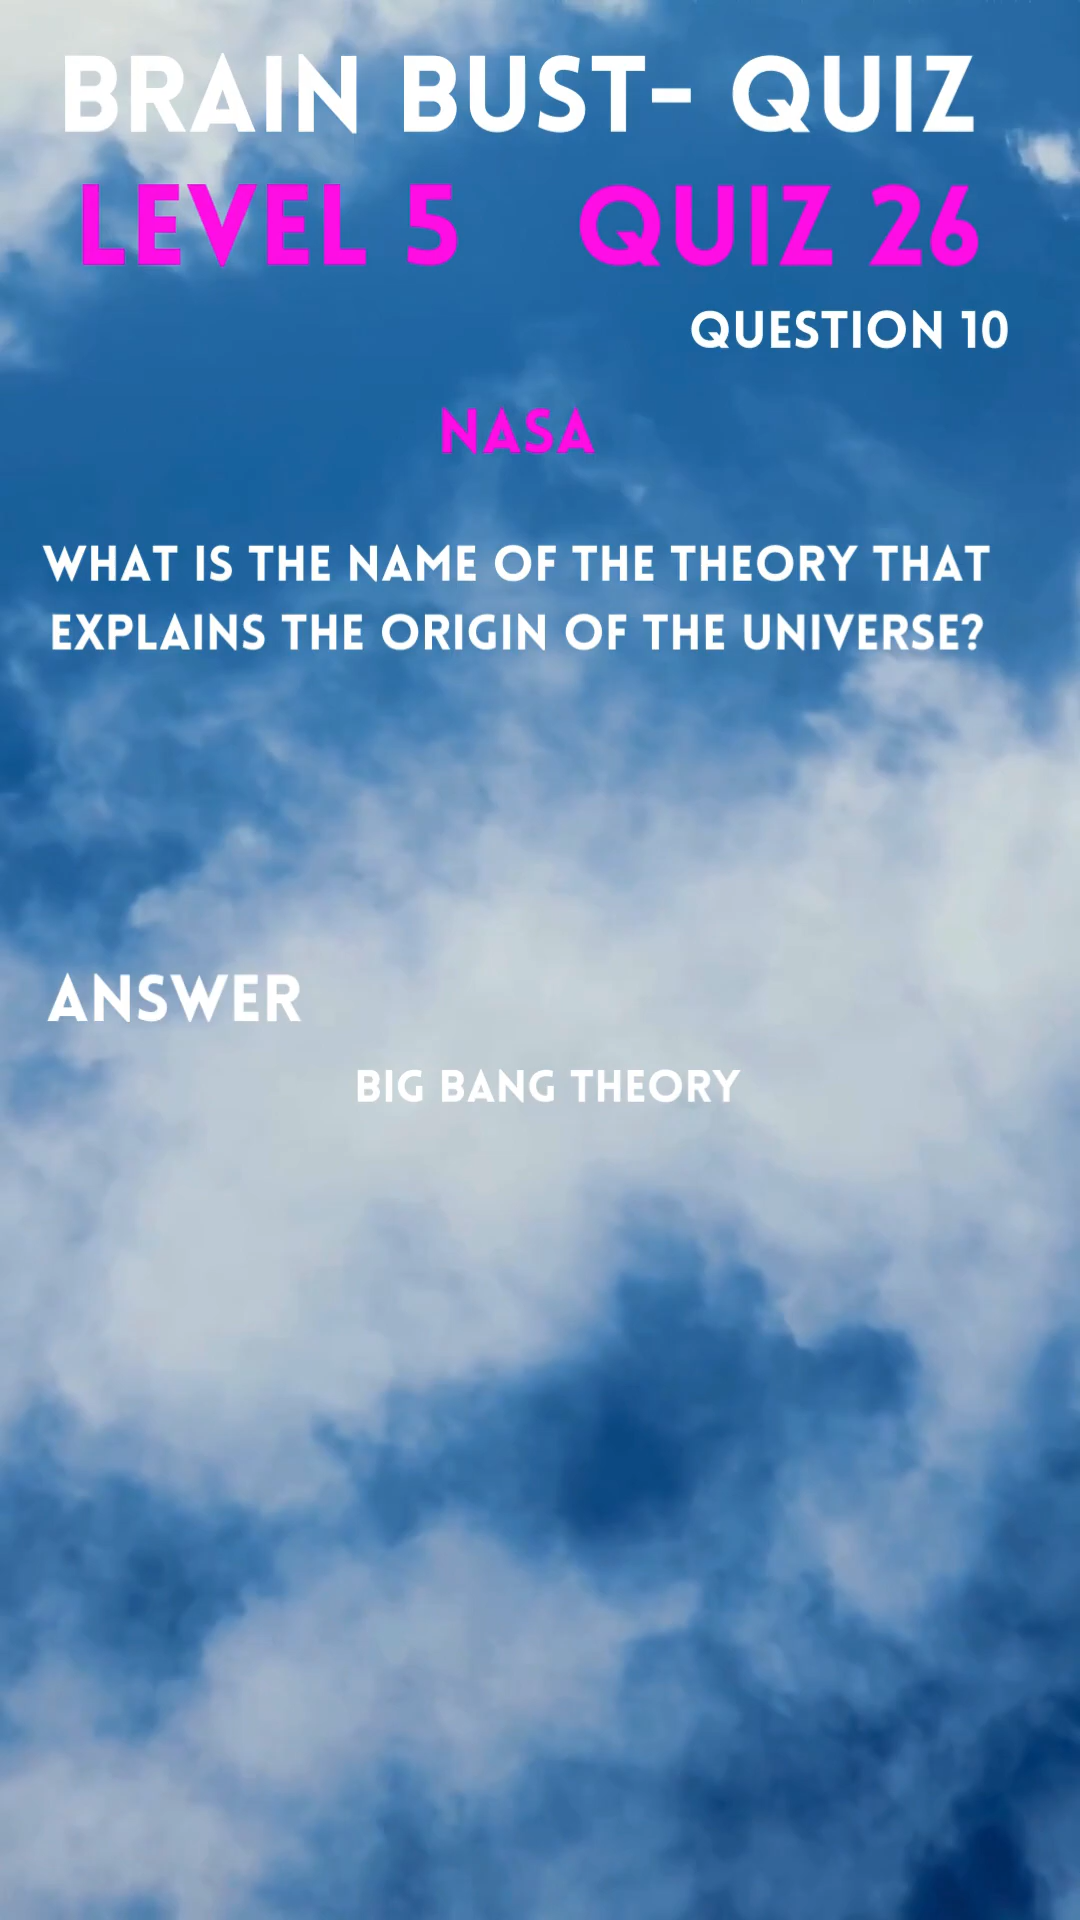 BRAIN BUST- QUIZ
LEVEL 5 QUIZ 26
QUESTION 10
NASA
WHAT IS THE NAME OF THE THEORY THAT
EXPLAINS THE ORIGIN OF THE UNIVERSE?
ANSWER
BIG BANG THEORY